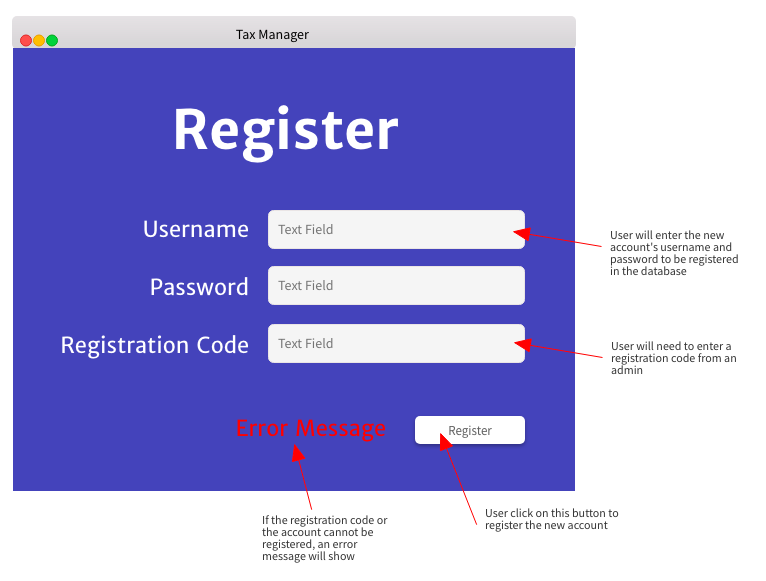 Tax Manager
Register
Username
Text Field
User will enter the new
account's username and
password to be registered
in the database
Password
Text Field
Registration Code
Text Field
User will need to enter a
registration code from an
admin
Error Message
Register
If the registration code or
the account cannot be
registered, an error
message will show
User click on this button to
register the new account